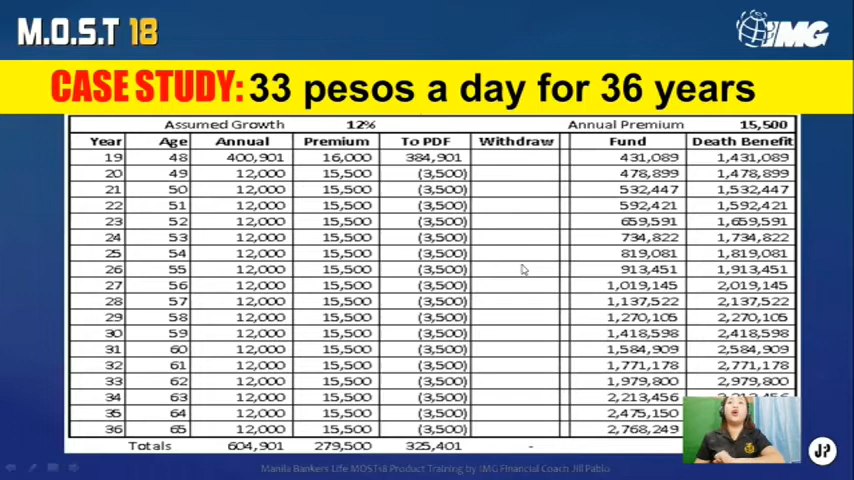 M.O.S.T 18
IMG
CASE STUDY: 33 pesos a day for 36 years
Assumed Growth 12% Annual Premium 15,500
Year Age Annual Premium To PDF Withdraw Fund Death Benefit
19 48 400,901 16,000 384,901 431,089 1,431,089
20 49 12,000 15,500 (3,500) 478,899 1,478,899
21 50 12,000 15,500 (3,500) 532,447 1,532,447
22 51 12,000 15,500 (3,500) 592,421 1,592,421
23 52 12,000 15,500 (3,500) 659,591 1,659,591
24 53 12,000 15,500 (3,500) 734,822 1,734,822
25 54 12,000 15,500 (3,500) 819,081 1,819,081
26 55 12,000 15,500 (3,500) 913,451 1,913,451
27 56 12,000 15,500 (3,500) 1,019,145 2,019,145
28 57 12,000 15,500 (3,500) 1,137,522 2,137,522
29 58 12,000 15,500 (3,500) 1,270,105 2,270,105
30 59 12,000 15,500 (3,500) 1,418,598 2,418,598
31 60 12,000 15,500 (3,500) 1,584,909 2,584,909
32 61 12,000 15,500 (3,500) 1,771,178 2,771,178
33 62 12,000 15,500 (3,500) 1,979,800 2,979,800
34 63 12,000 15,500 (3,500) 2,213,456
35 64 12,000 15,500 (3,500) 2,475,150
36 65 12,000 15,500 (3,500) 2,768,249
Totals 604,901 279,500 325,401 -
Manila Bankers Life MOST18 Product Training by IMG Financial Coach Jill Pablo
JP